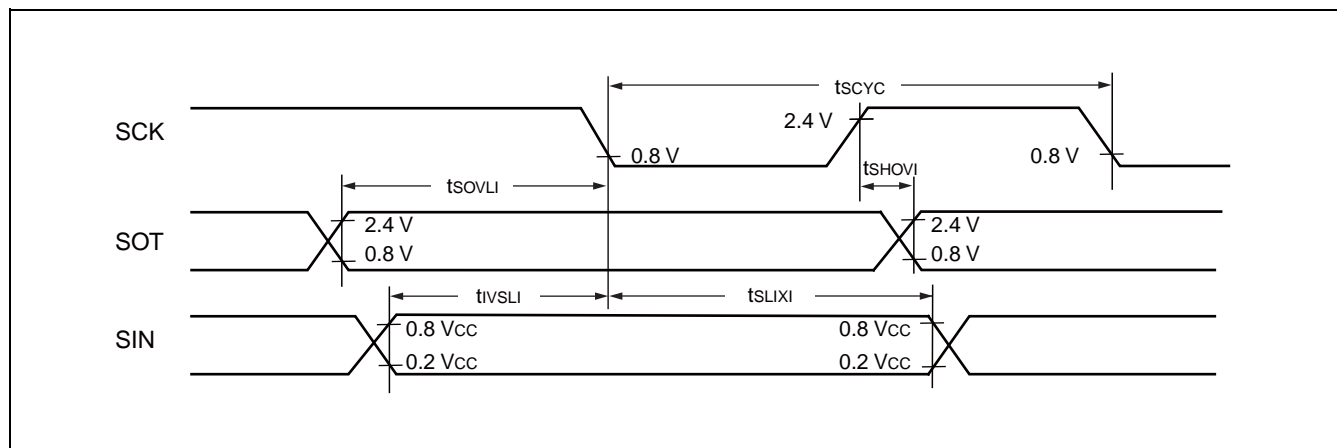 tSCYC
SCK
2.4 V
0.8 V
0.8 V
tSHOVI
tSOVLI
SOT
2.4 V
2.4 V
0.8 V
0.8 V
tIVSLI
tSLIXI
SIN
0.8 VCC
0.8 VCC
0.2 VCC
0.2 VCC